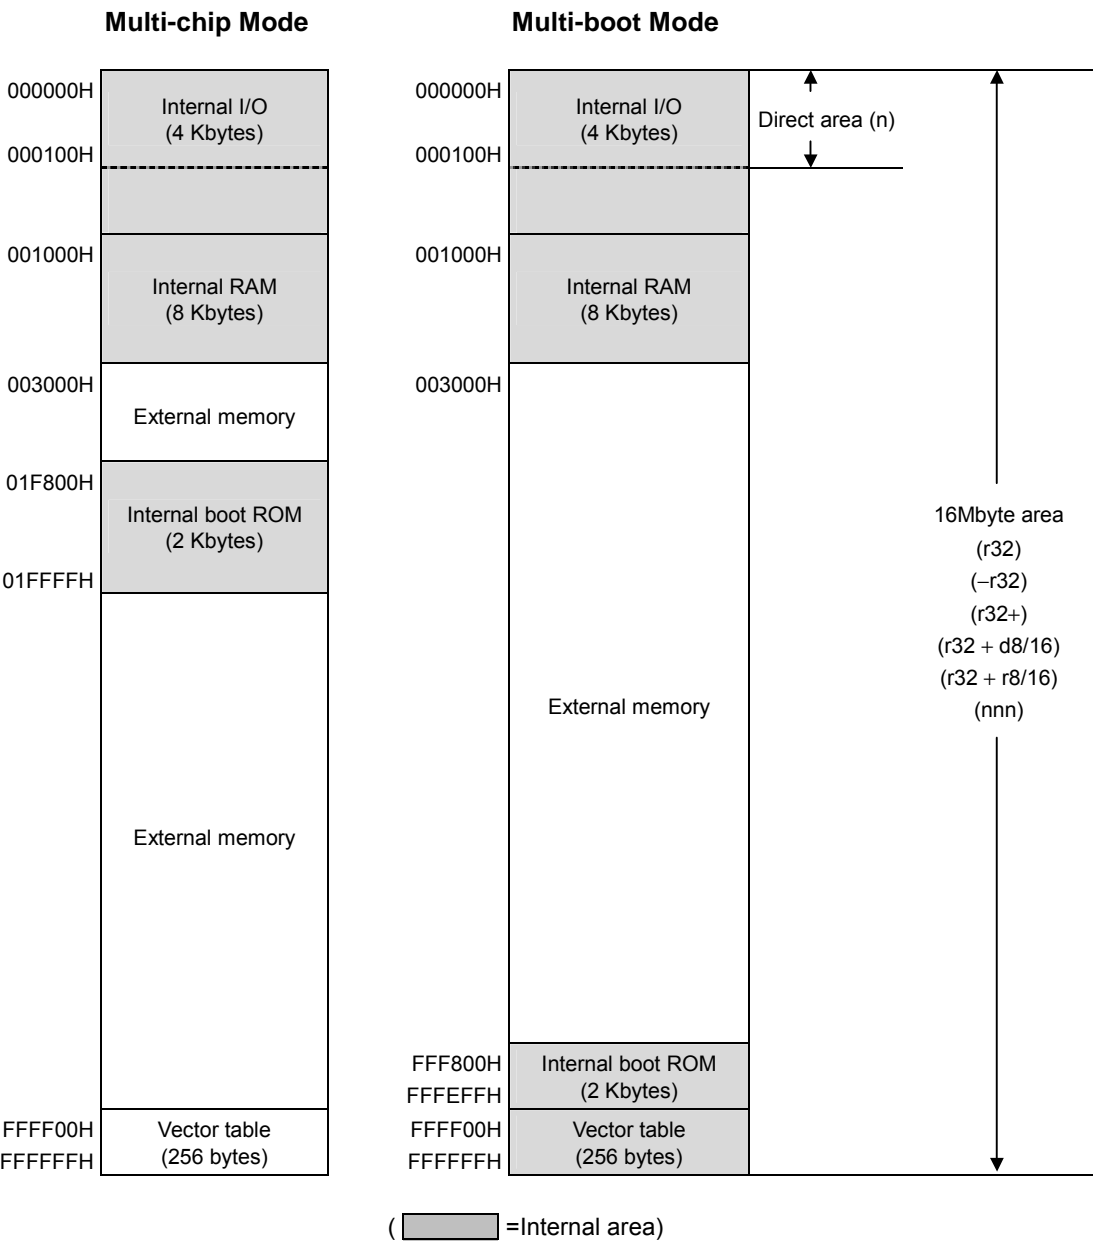 Multi-chip Mode
Multi-boot Mode
000000H
Internal I/O
(4 Kbytes)
000100H
001000H
Internal RAM
(8 Kbytes)
003000H
External memory
01F800H
Internal boot ROM
(2 Kbytes)
01FFFFH
External memory
FFFF00H
Vector table
(256 bytes)
FFFFFFH
000000H
Internal I/O
(4 Kbytes)
000100H
001000H
Internal RAM
(8 Kbytes)
003000H
External memory
FFF800H
Internal boot ROM
(2 Kbytes)
FFFEFFH
FFFF00H
Vector table
(256 bytes)
FFFFFFH
Direct area (n)
16Mbyte area
(r32)
(−r32)
(r32+)
(r32 + d8/16)
(r32 + r8/16)
(nnn)
( =Internal area)